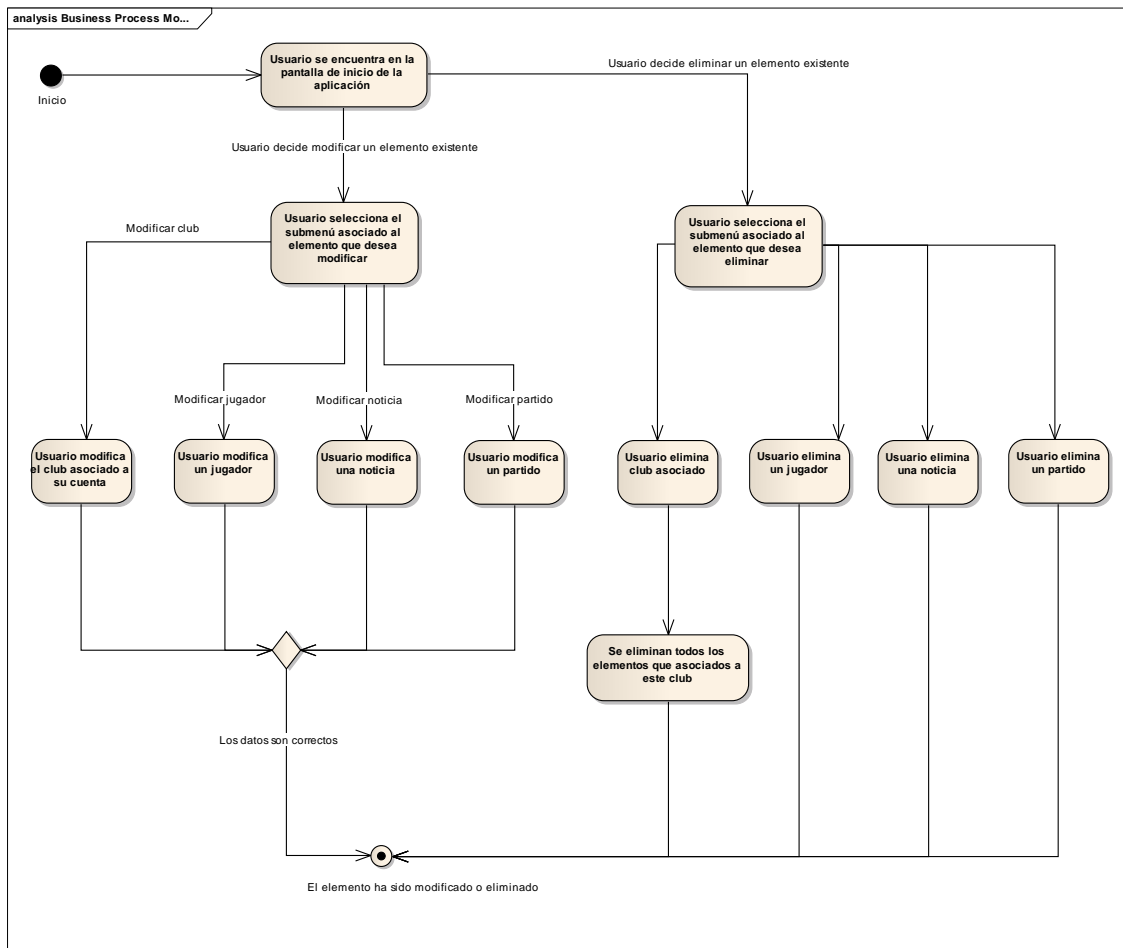 analysis Business Process Mo...
Inicio
Usuario se encuentra en la
pantalla de inicio de la
aplicación
Usuario decide eliminar un elemento existente
Usuario decide modificar un elemento existente
Usuario selecciona el
submenú asociado al
elemento que desea
modificar
Usuario selecciona el
submenú asociado al
elemento que desea
eliminar
Modificar club
Modificar jugador
Modificar noticia
Modificar partido
Usuario modifica
el club asociado a
su cuenta
Usuario modifica
un jugador
Usuario modifica
una noticia
Usuario modifica
un partido
Usuario elimina
club asociado
Usuario elimina
un jugador
Usuario elimina
una noticia
Usuario elimina
un partido
Se eliminan todos los
elementos que asociados a
este club
Los datos son correctos
El elemento ha sido modificado o eliminado